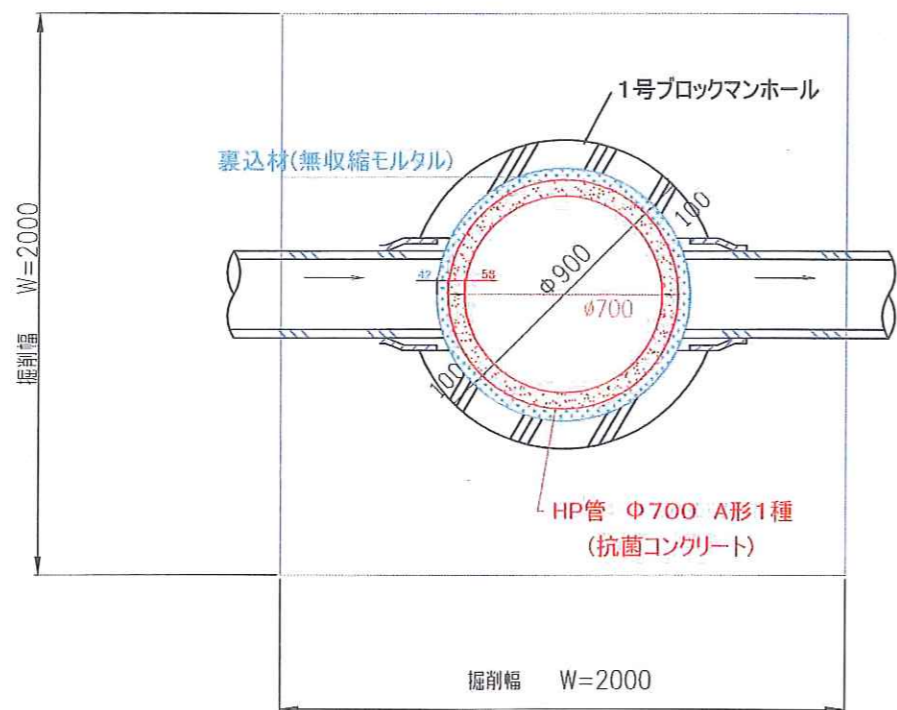 1号ブロックマンホール
裏込材(無収縮モルタル)
100
掘削幅 W=2000
42
58
Φ900
φ700
100
HP管 Φ700 A形1種
(抗菌コンクリート)
掘削幅 W=2000